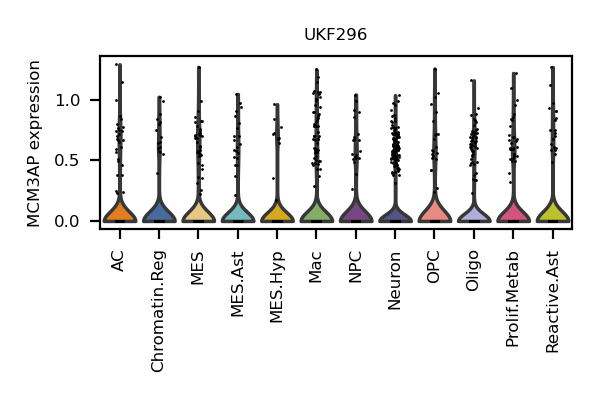 UKF296
MCM3AP expression
1.0
0.5
0.0
AC
Chromatin.Reg
MES
MES.Ast
MES.Hyp
Mac
NPC
Neuron
OPC
Oligo
Prolif.Metab
Reactive.Ast